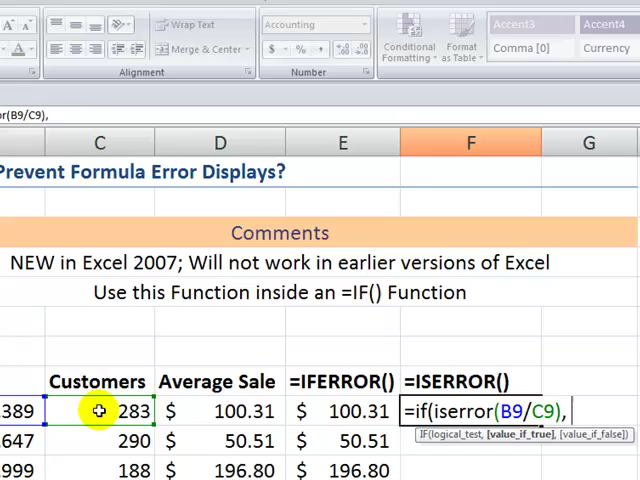 A A Wrap Text Accounting Accent3 Accent4
A Merge & Center $ % , Conditional Formatting Format as Table Comma [0] Currency
Alignment Number
or(B9/C9),
C D E F G
Prevent Formula Error Displays?
Comments
NEW in Excel 2007; Will not work in earlier versions of Excel
Use this Function inside an =IF() Function
Customers Average Sale =IFERROR() =ISERROR()
.389 283 $ 100.31 $ 100.31 =if(iserror(B9/C9),
IF(logical_test, [value_if_true], [value_if_false])
.647 290 $ 50.51 $ 50.51
.999 188 $ 196.80 $ 196.80